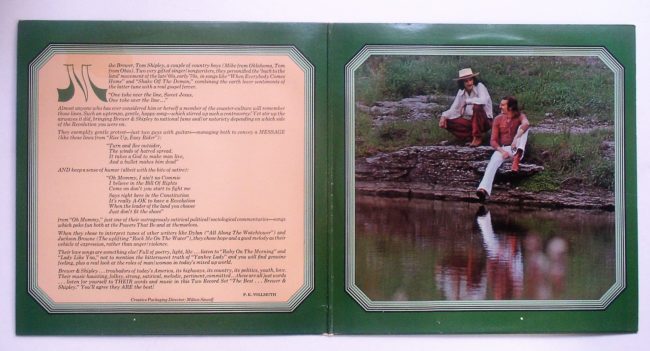 Mike Brewer, Tom Shipley, a couple of country boys (Mike from Oklahoma, Tom
from Ohio). Two very gifted singer/songwriters, they personified the "back to the
land" movement of the late '60s, early '70s, in songs like "When Everybody Comes
Home" and "Shake Off The Demon," combining the earth lover sentiments of
the latter tune with a real gospel fervor.
"One toke over the line, Sweet Jesus,
One toke over the line..."
Almost anyone who has ever considered him or herself a member of the counter-culture will remember
those lines. Such an uptempo, gentle, happy song—which stirred up such a controversy! Yet stir up the
airwaves it did, bringing Brewer & Shipley to national fame and/or notoriety, depending on which side
of the Revolution you were on.
They exemplify gentle protest—just two guys with guitars—managing both to convey a MESSAGE
(like these lines from "Rise Up, Easy Rider"):
"Turn and live outsider,
The winds of hatred spread.
It takes a God to make man live,
And a bullet makes him dead"
AND keep a sense of humor (albeit with the bite of satire):
"Oh Mommy, I ain't no Commie
I believe in the Bill Of Rights
Come on don't you start to fight me
Says right here in the Constitution
It's really A-OK to have a Revolution
When the leader of the land you choose
Just don't fit the shoes"
from "Oh Mommy," just one of their outrageously satirical political/sociological commentaries—songs
which poke fun both at the Powers That Be and at themselves.
When they chose to interpret tunes of other writers like Dylan ("All Along The Watchtower") and
Jackson Browne (The uplifting "Rock Me On The Water"), they chose hope and a good melody as their
vehicle of expression, rather than anger/violence.
Their love songs are something else! Full of poetry, light, life ... listen to "Ruby On The Morning" and
"Lady Like You," not to mention the bittersweet truth of "Yankee Lady" and you will find genuine
feeling, plus a real look at the roles of man/woman in today's mixed up world.
Brewer & Shipley ... troubadours of today's America, its highways, its country, its politics, youth, love.
Their music haunting, folksy, strong, satirical, melodic, pertinent, committed ... these are all just words
... listen for yourself to THEIR words and music in this Two Record Set "The Best ... Brewer &
Shipley." You'll agree they ARE the best!
P. K. VOLLMUTH
Creative Packaging Director: Milton Sincoff